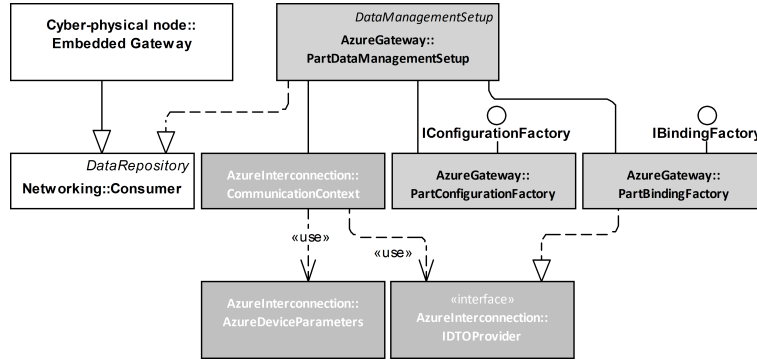 Cyber-physical node::
Embedded Gateway
DataManagementSetup
AzureGateway::
PartDataManagementSetup
IConfigurationFactory
IBindingFactory
DataRepository
Networking::Consumer
AzureInterconnection::
CommunicationContext
AzureGateway::
PartConfigurationFactory
AzureGateway::
PartBindingFactory
«use»
«use»
AzureInterconnection::
AzureDeviceParameters
«interface»
AzureInterconnection::
IDTOProvider